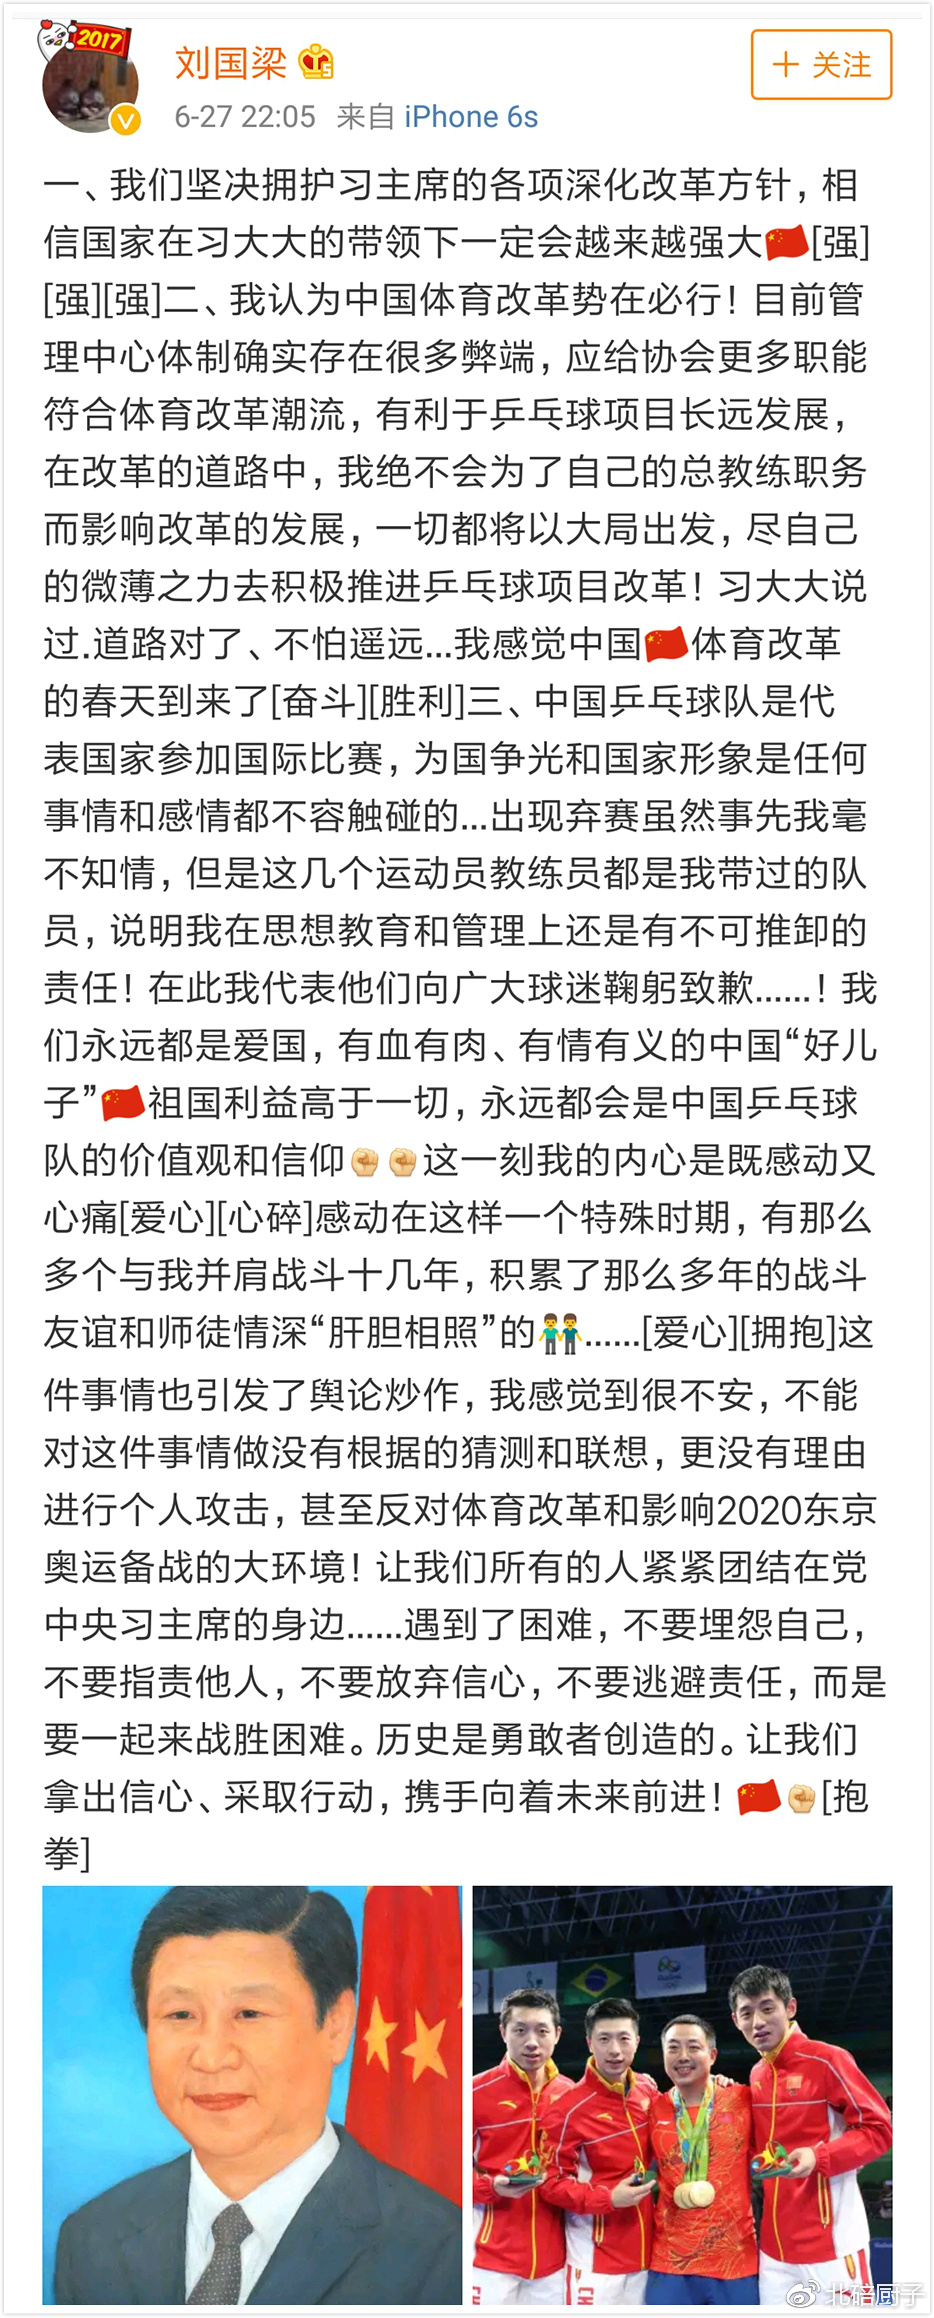 2017
刘国梁
关注
6-27 22:05 来自 iPhone 6s
一、我们坚决拥护习主席的各项深化改革方针，相
信国家在习大大的带领下一定会越来越强大🇨🇳[强]
[强][强]二、我认为中国体育改革势在必行！目前管
理中心体制确实存在很多弊端，应给协会更多职能
符合体育改革潮流，有利于乒乓球项目长远发展，
在改革的道路中，我绝不会为了自己的总教练职务
而影响改革的发展，一切都将以大局出发，尽自己
的微薄之力去积极推进乒乓球项目改革！习大大说
过.道路对了、不怕遥远...我感觉中国🇨🇳体育改革
的春天到来了[奋斗][胜利]三、中国乒乓球队是代
表国家参加国际比赛，为国争光和国家形象是任何
事情和感情都不容触碰的...出现弃赛虽然事先我毫
不知情，但是这几个运动员教练员都是我带过的队
员，说明我在思想教育和管理上还是有不可推卸的
责任！在此我代表他们向广大球迷鞠躬致歉......！我
们永远都是爱国，有血有肉、有情有义的中国“好儿
子”🇨🇳祖国利益高于一切，永远都会是中国乒乓球
队的价值观和信仰✊✊这一刻我的内心是既感动又
心痛[爱心][心碎]感动在这样一个特殊时期，有那么
多个与我并肩战斗十几年，积累了那么多年的战斗
友谊和师徒情深“肝胆相照”的👬......[爱心][拥抱]这
件事情也引发了舆论炒作，我感觉到很不安，不能
对这件事情做没有根据的猜测和联想，更没有理由
进行个人攻击，甚至反对体育改革和影响2020东京
奥运备战的大环境！让我们所有的人紧紧团结在党
中央习主席的身边......遇到了困难，不要埋怨自己，
不要指责他人，不要放弃信心，不要逃避责任，而是
要一起来战胜困难。历史是勇敢者创造的。让我们
拿出信心、采取行动，携手向着未来前进！🇨🇳✊[抱
拳]
北碚厨子